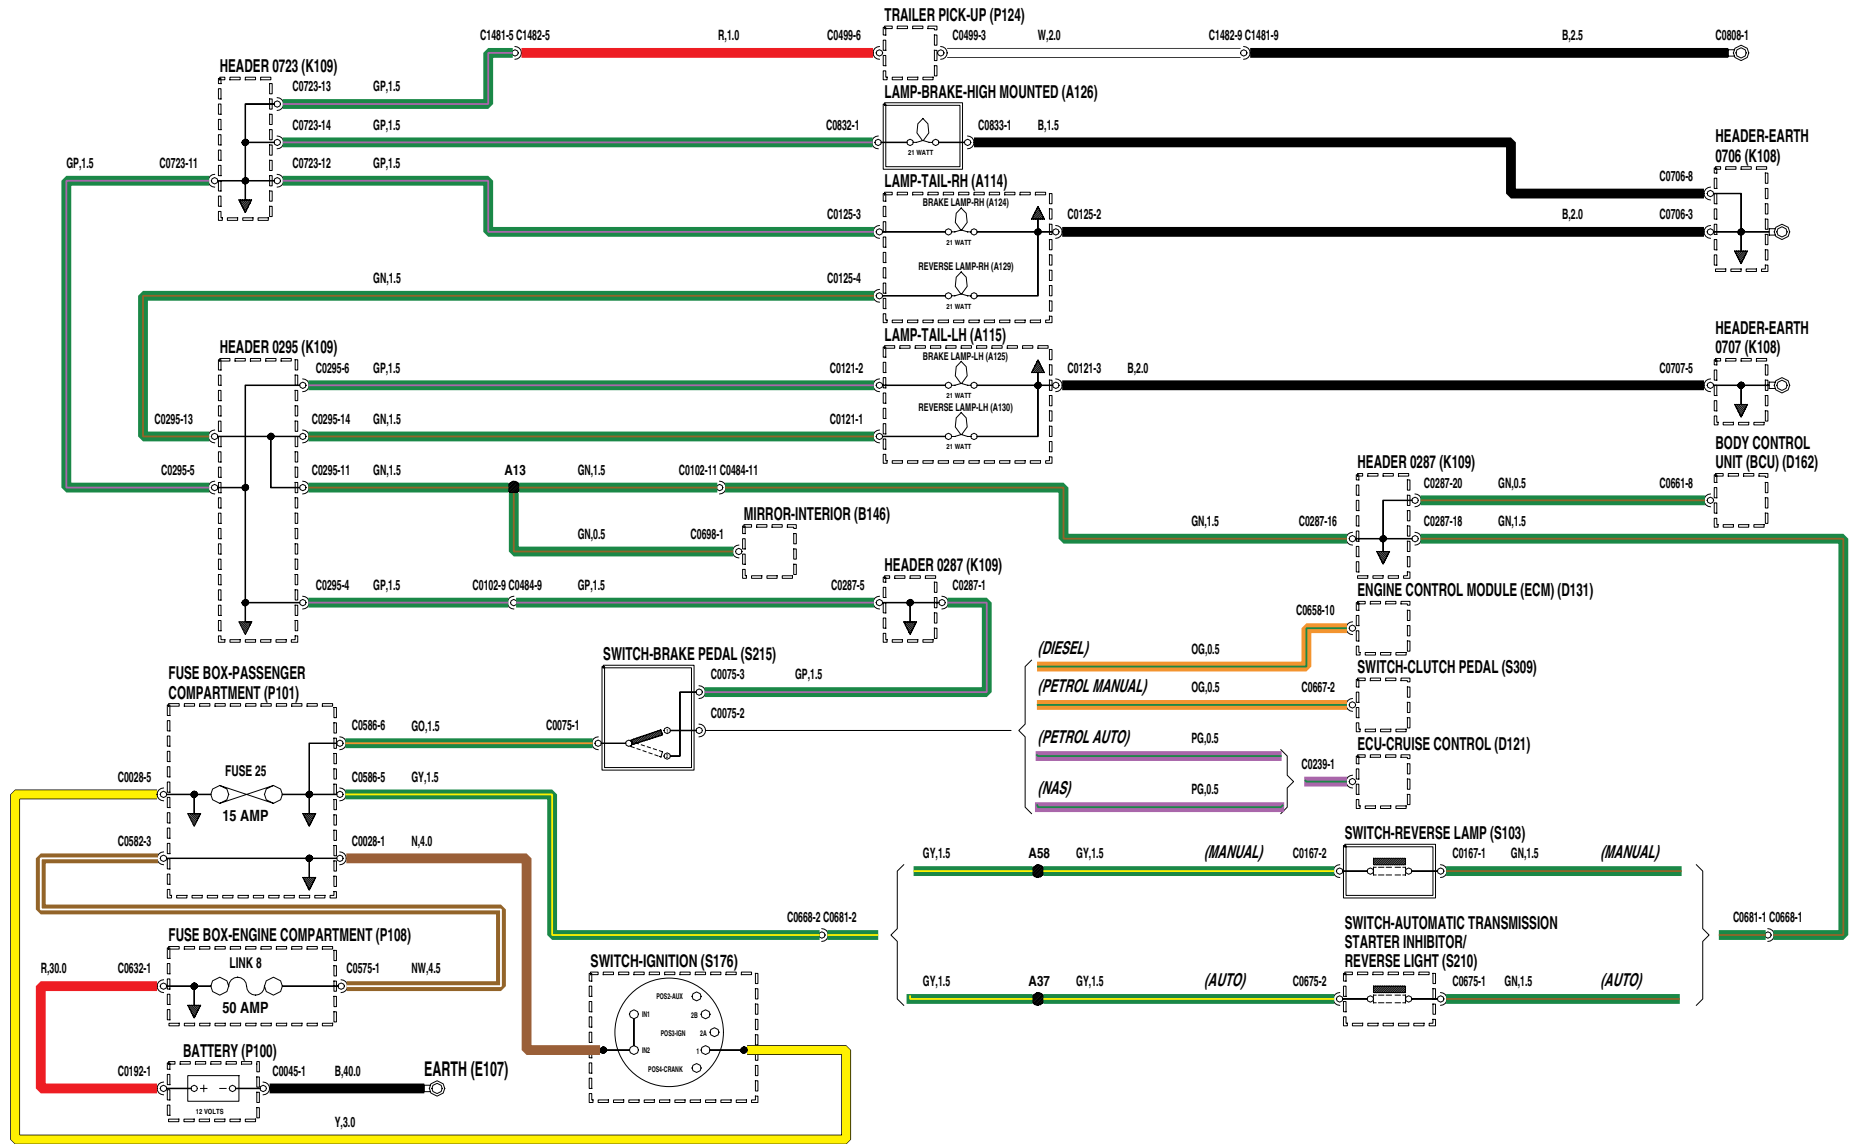 TRAILER PICK-UP (P124)
C1481-5 C1482-5
R,1.0
C0499-6
C0499-3
W,2.0
C1482-9 C1481-9
B,2.5
C0808-1
HEADER 0723 (K109)
C0723-13
GP,1.5
LAMP-BRAKE-HIGH MOUNTED (A126)
C0723-14
GP,1.5
C0832-1
21 WATT
C0833-1
B,1.5
HEADER-EARTH
0706 (K108)
GP,1.5
C0723-11
C0723-12
GP,1.5
LAMP-TAIL-RH (A114)
C0706-8
BRAKE LAMP-RH (A124)
C0125-3
21 WATT
C0125-2
B,2.0
C0706-3
REVERSE LAMP-RH (A129)
GN,1.5
C0125-4
21 WATT
LAMP-TAIL-LH (A115)
HEADER-EARTH
0707 (K108)
HEADER 0295 (K109)
BRAKE LAMP-LH (A125)
C0295-6
GP,1.5
C0121-2
21 WATT
C0121-3
B,2.0
C0707-5
REVERSE LAMP-LH (A130)
C0295-13
C0295-14
GN,1.5
C0121-1
21 WATT
BODY CONTROL
UNIT (BCU) (D162)
HEADER 0287 (K109)
C0295-5
C0295-11
GN,1.5
A13
GN,1.5
C0102-11 C0484-11
C0287-20
GN,0.5
C0661-8
MIRROR-INTERIOR (B146)
GN,0.5
C0698-1
GN,1.5
C0287-16
C0287-18
GN,1.5
HEADER 0287 (K109)
C0295-4
GP,1.5
C0102-9 C0484-9
GP,1.5
C0287-5
C0287-1
ENGINE CONTROL MODULE (ECM) (D131)
C0658-10
(DIESEL)
OG,0.5
SWITCH-BRAKE PEDAL (S215)
SWITCH-CLUTCH PEDAL (S309)
FUSE BOX-PASSENGER
COMPARTMENT (P101)
C0075-3
GP,1.5
(PETROL MANUAL)
OG,0.5
C0667-2
C0075-2
C0586-6
GO,1.5
C0075-1
(PETROL AUTO)
PG,0.5
ECU-CRUISE CONTROL (D121)
C0239-1
C0028-5
FUSE 25
15 AMP
C0586-5
GY,1.5
(NAS)
PG,0.5
C0582-3
C0028-1
N,4.0
SWITCH-REVERSE LAMP (S103)
GY,1.5
A58
GY,1.5
(MANUAL)
C0167-2
C0167-1
GN,1.5
(MANUAL)
C0668-2 C0681-2
C0681-1 C0668-1
FUSE BOX-ENGINE COMPARTMENT (P108)
SWITCH-AUTOMATIC TRANSMISSION
STARTER INHIBITOR/
REVERSE LIGHT (S210)
R,30.0
C0632-1
LINK 8
50 AMP
C0575-1
NW,4.5
SWITCH-IGNITION (S176)
GY,1.5
A37
GY,1.5
(AUTO)
C0675-2
C0675-1
GN,1.5
(AUTO)
POS2-AUX
IN1
2B
POS3-IGN
2A
IN2
1
POS4-CRANK
BATTERY (P100)
C0192-1
+ −
12 VOLTS
C0045-1
B,40.0
EARTH (E107)
Y,3.0